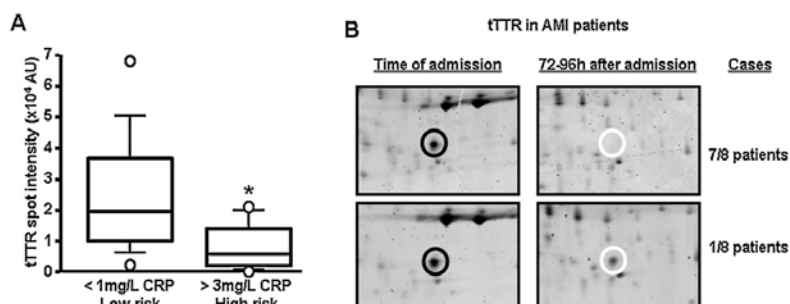 A
tTTR spot intensity (x10⁴ AU)
7
6
5
4
3
2
1
0
*
< 1mg/L CRP
Low risk
> 3mg/L CRP
High risk
B
tTTR in AMI patients
Time of admission
72-96h after admission
Cases
7/8 patients
1/8 patients